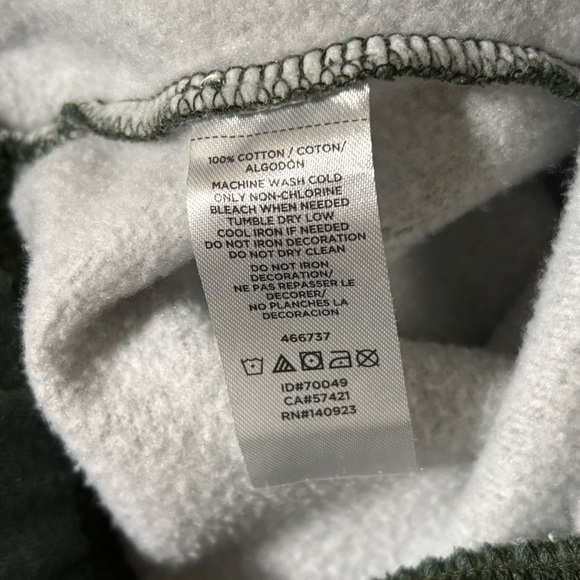 100% COTTON / COTON/
ALGODÓN
MACHINE WASH COLD
ONLY NON-CHLORINE
BLEACH WHEN NEEDED
TUMBLE DRY LOW
COOL IRON IF NEEDED
DO NOT IRON DECORATION
DO NOT DRY CLEAN
DO NOT IRON
DECORATION/
NE PAS REPASSER LE
DECORER/
NO PLANCHES LA
DECORACION
466737
ID#70049
CA#57421
RN#140923